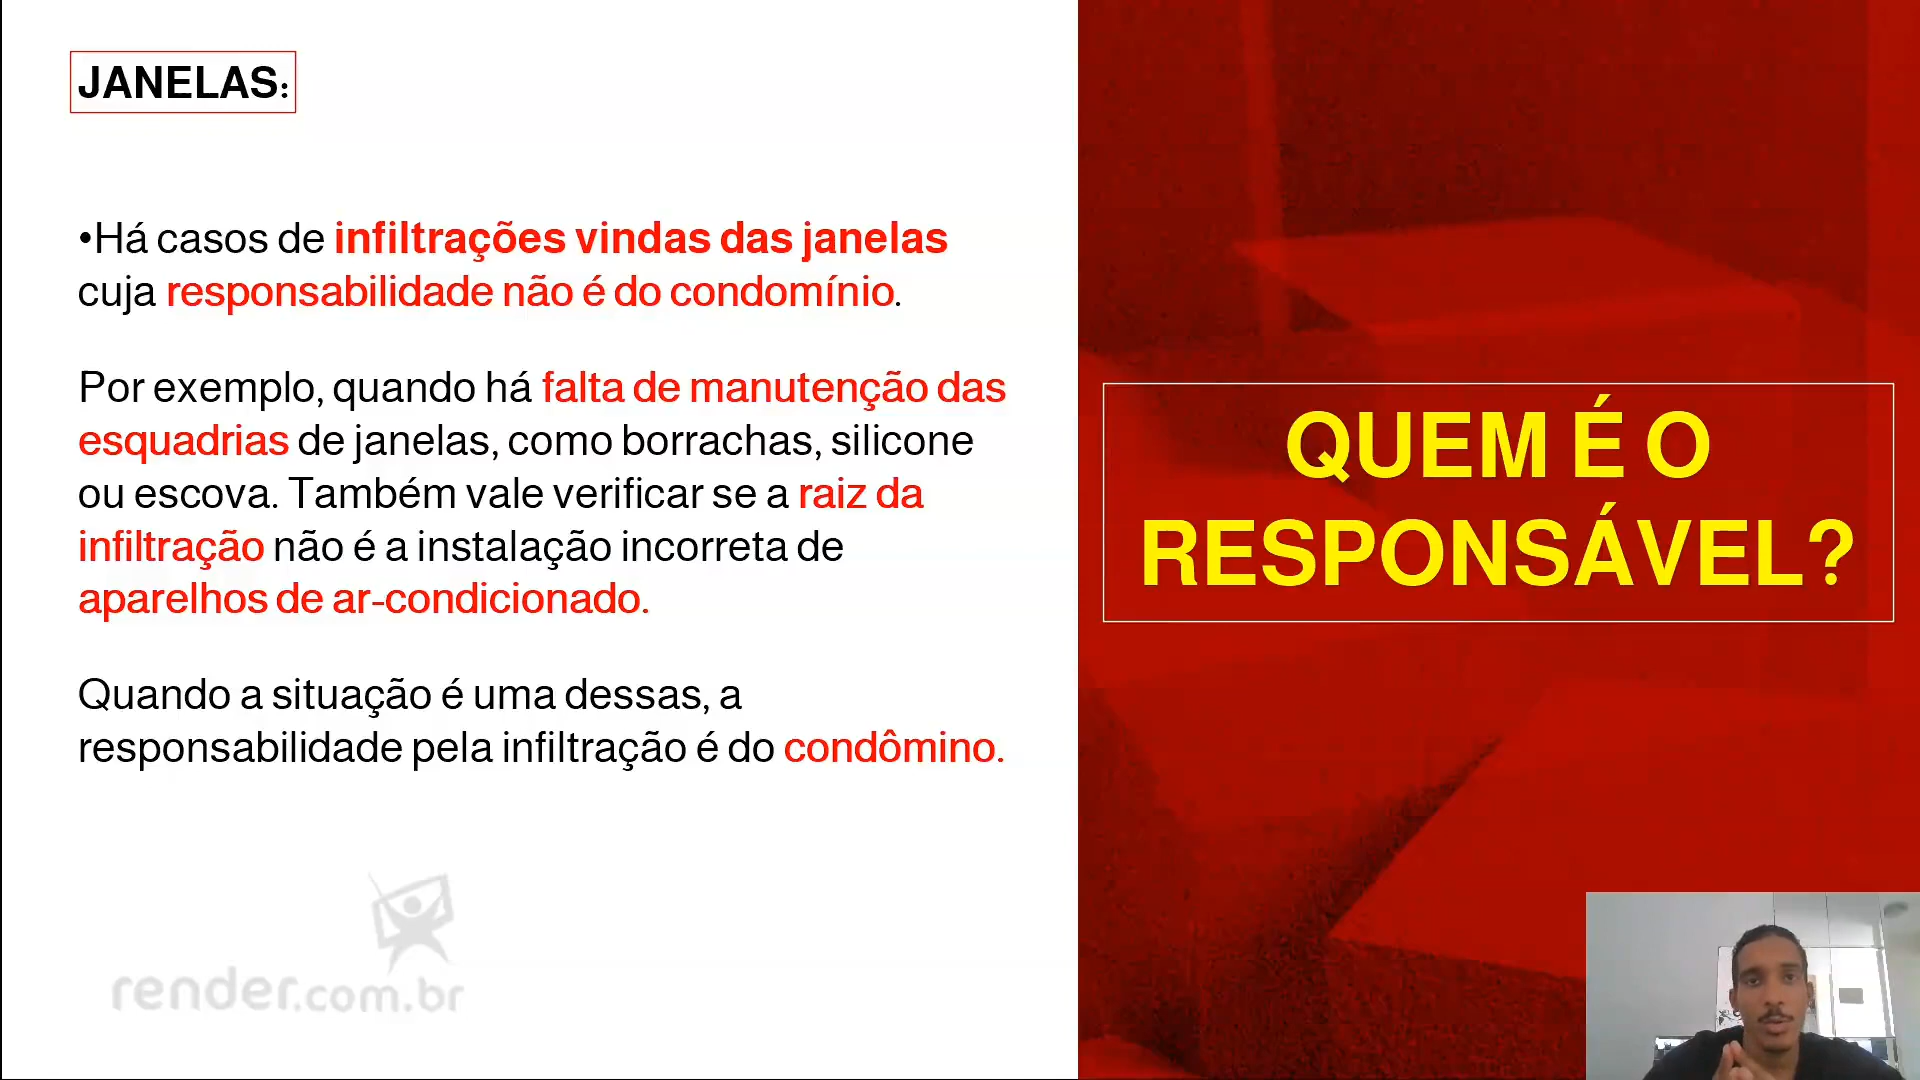 JANELAS:
•Há casos de infiltrações vindas das janelas
cuja responsabilidade não é do condomínio.
Por exemplo, quando há falta de manutenção das
esquadrias de janelas, como borrachas, silicone
ou escova. Também vale verificar se a raiz da
infiltração não é a instalação incorreta de
aparelhos de ar-condicionado.
Quando a situação é uma dessas, a
responsabilidade pela infiltração é do condômino.
render.com.br
QUEM É O
RESPONSÁVEL?